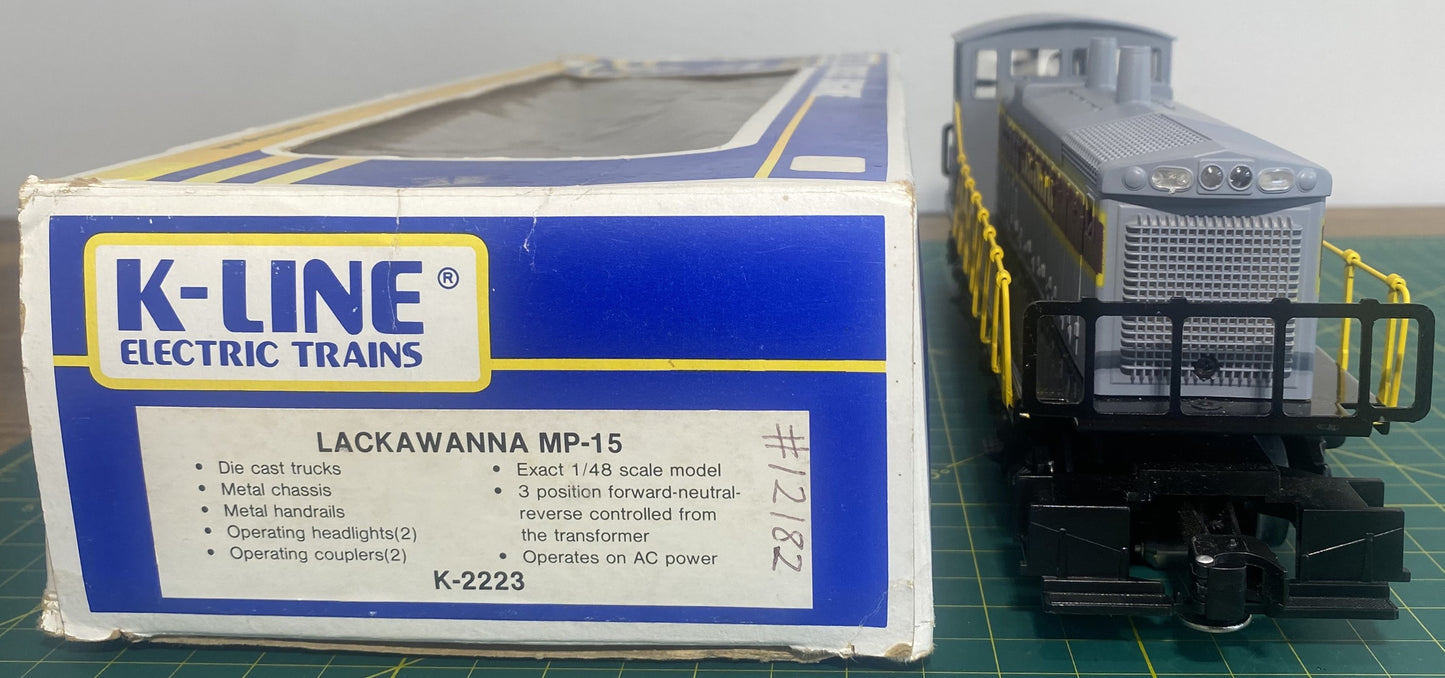 K-LINE®
ELECTRIC TRAINS
LACKAWANNA MP-15
• Die cast trucks
• Metal chassis
• Metal handrails
• Operating headlights(2)
• Operating couplers(2)
• Exact 1/48 scale model
• 3 position forward-neutral-
reverse controlled from
the transformer
• Operates on AC power
K-2223
#12182